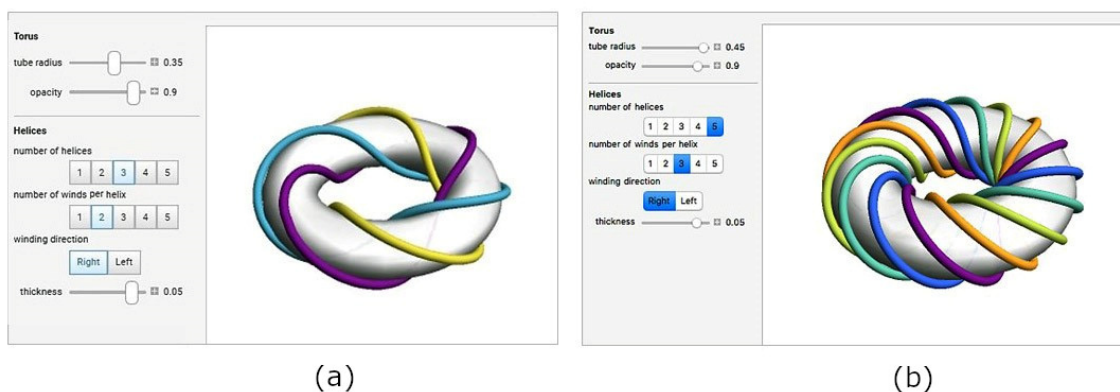 Torus
tube radius 0.35
opacity 0.9
Helices
number of helices
1 2 3 4 5
number of winds per helix
1 2 3 4 5
winding direction
Right Left
thickness 0.05
(a)
Torus
tube radius 0.45
opacity 0.9
Helices
number of helices
1 2 3 4 5
number of winds per helix
1 2 3 4 5
winding direction
Right Left
thickness 0.05
(b)